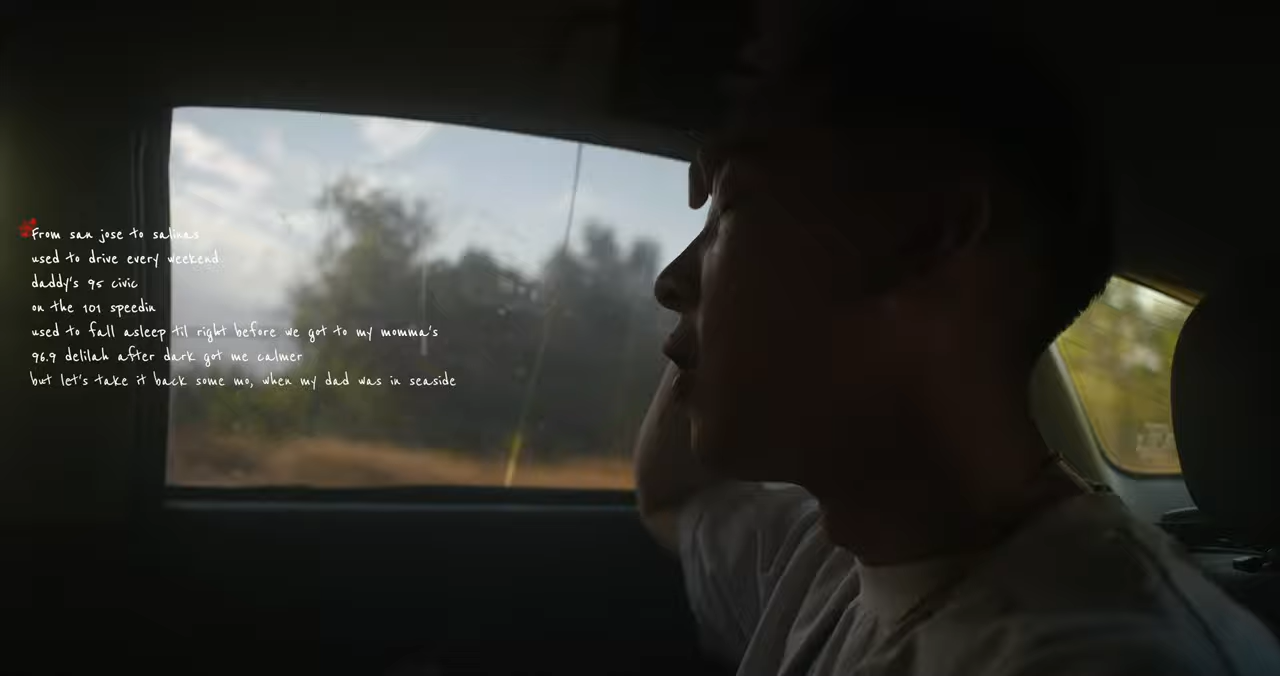 From san jose to salinas
used to drive every weekend
daddy's 95 civic
on the 101 speedin
used to fall asleep til right before we got to my momma's
96.9 delilah after dark got me calmer
but let's take it back some mo, when my dad was in seaside